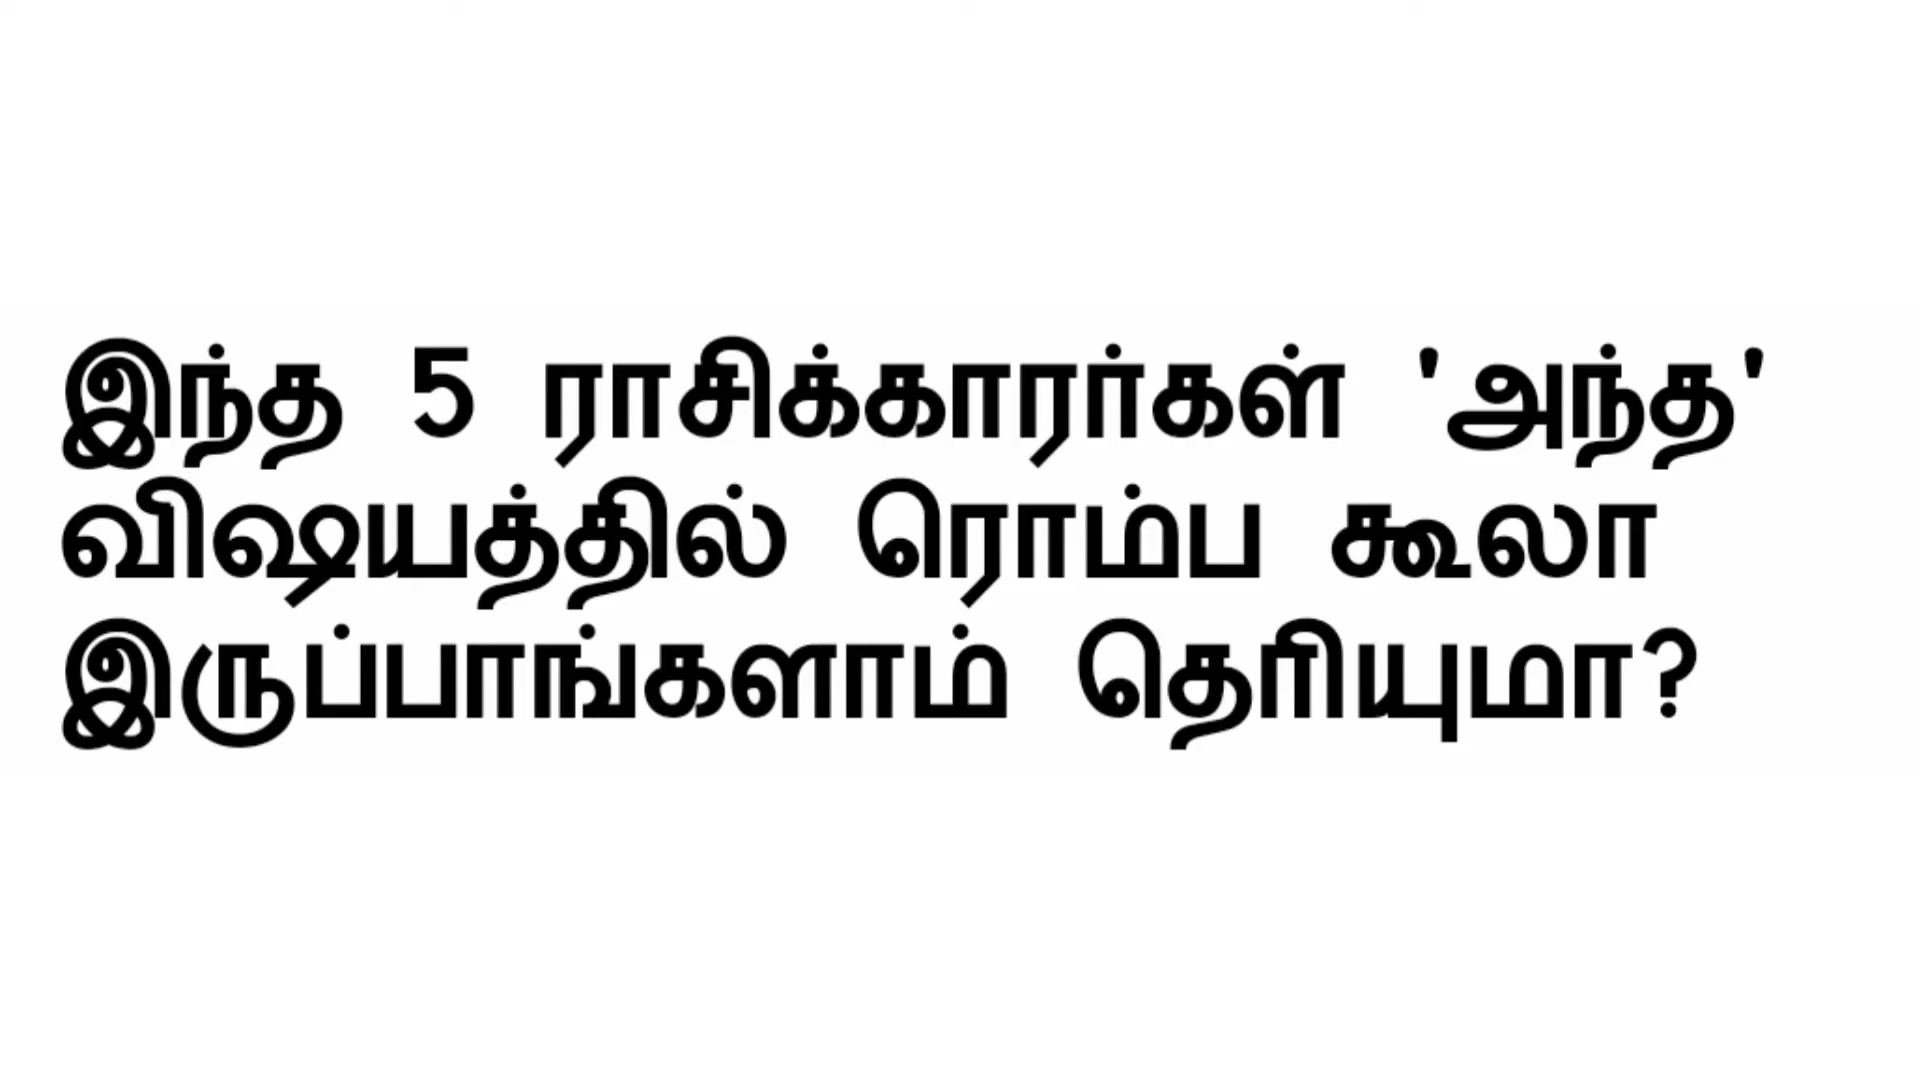 இந்த 5 ராசிக்காரர்கள் 'அந்த'
விஷயத்தில் ரொம்ப கூலா
இருப்பாங்களாம் தெரியுமா?